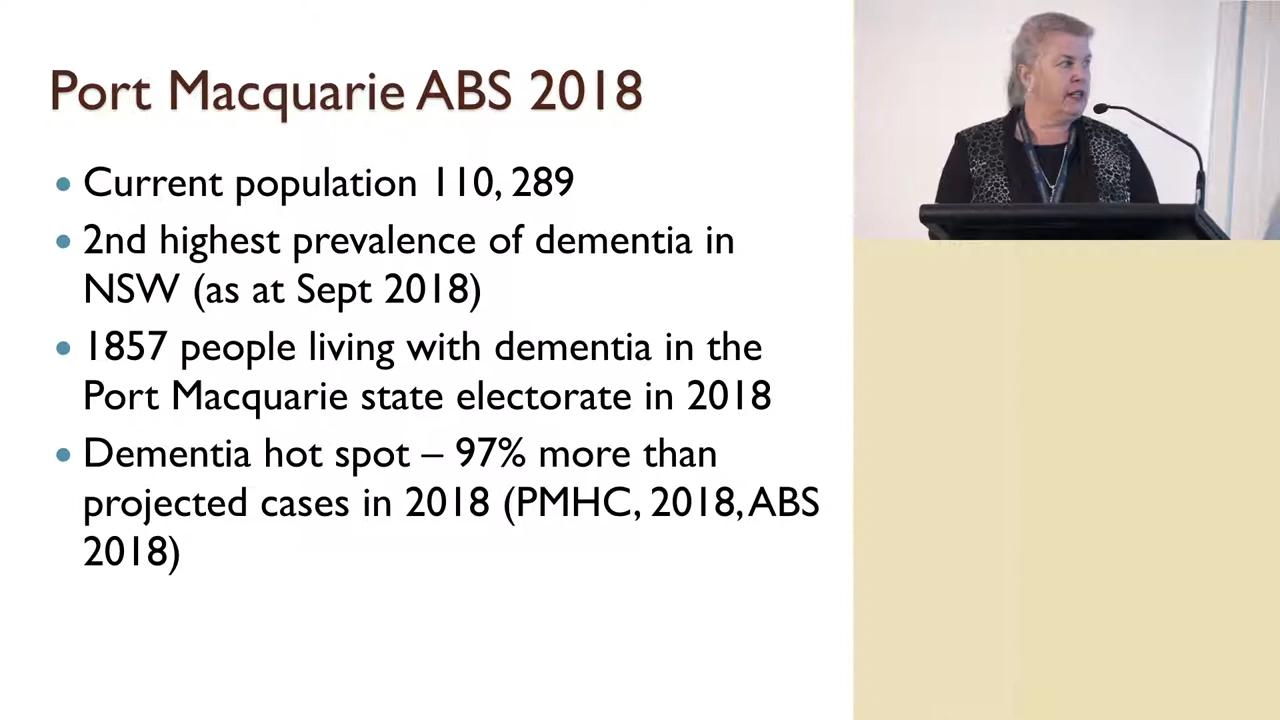 Port Macquarie ABS 2018
• Current population 110, 289
• 2nd highest prevalence of dementia in
NSW (as at Sept 2018)
• 1857 people living with dementia in the
Port Macquarie state electorate in 2018
• Dementia hot spot – 97% more than
projected cases in 2018 (PMHC, 2018, ABS
2018)